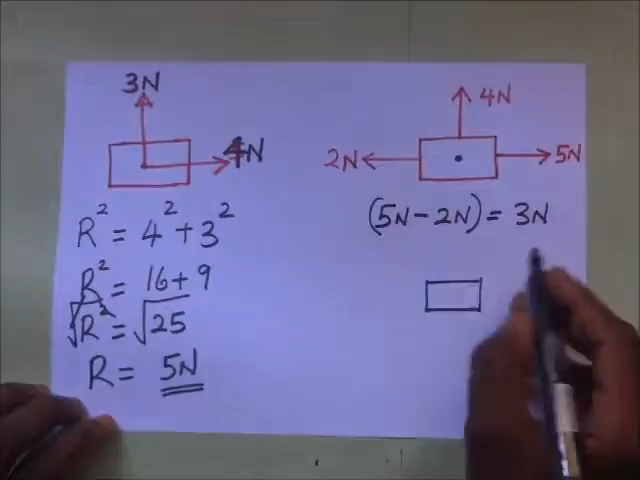 3N
4N
R² = 4² + 3²
R² = 16 + 9
√R² = √25
R = 5N
4N
2N
5N
(5N - 2N) = 3N